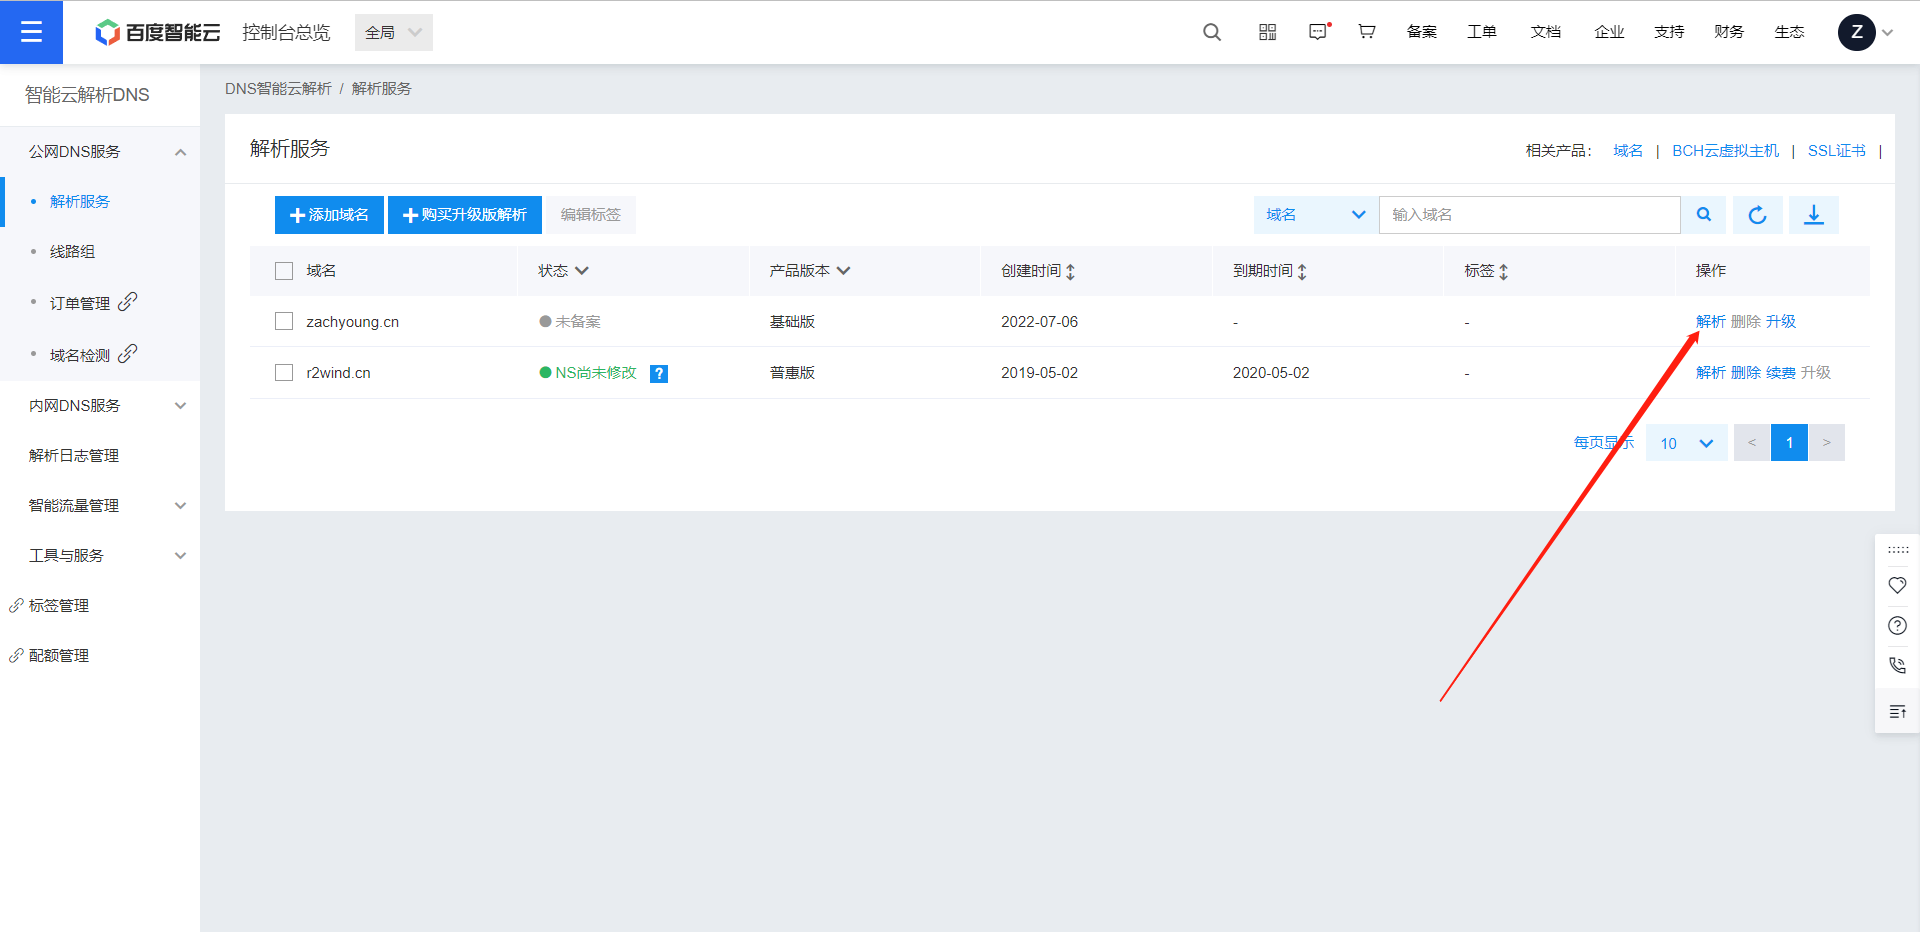 百度智能云 控制台总览 全局 备案 工单 文档 企业 支持 财务 生态 Z
智能云解析DNS
公网DNS服务
解析服务
线路组
订单管理
域名检测
内网DNS服务
解析日志管理
智能流量管理
工具与服务
标签管理
配额管理
DNS智能云解析 / 解析服务
解析服务
相关产品： 域名 | BCH云虚拟主机 | SSL证书 |
添加域名 购买升级版解析 编辑标签 域名 输入域名
域名 状态 产品版本 创建时间 到期时间 标签 操作
zachyoung.cn 未备案 基础版 2022-07-06 - - 解析 删除 升级
r2wind.cn NS尚未修改 ? 普惠版 2019-05-02 2020-05-02 - 解析 删除 续费 升级
每页显示 10 < 1 >